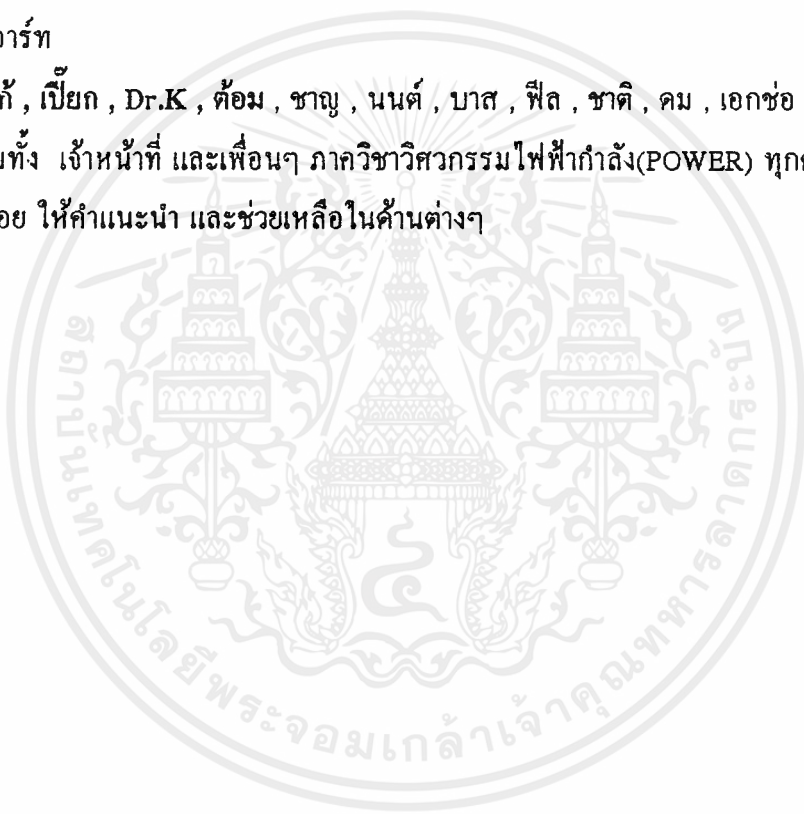 าร์ท
, เปี๊ยก , Dr.K , ต้อม , ชาญ , นนต์ , บาส , ฟีล , ชาติ , คม , เอกช่อ
ทั้ง เจ้าหน้าที่ และเพื่อนๆ ภาควิชาวิศวกรรมไฟฟ้ากำลัง(POWER)
ให้คำแนะนำ และช่วยเหลือในด้านต่างๆ
สถาบันเทคโนโลยีพระจอมเกล้าเจ้าคุณทหารลาดกระบัง